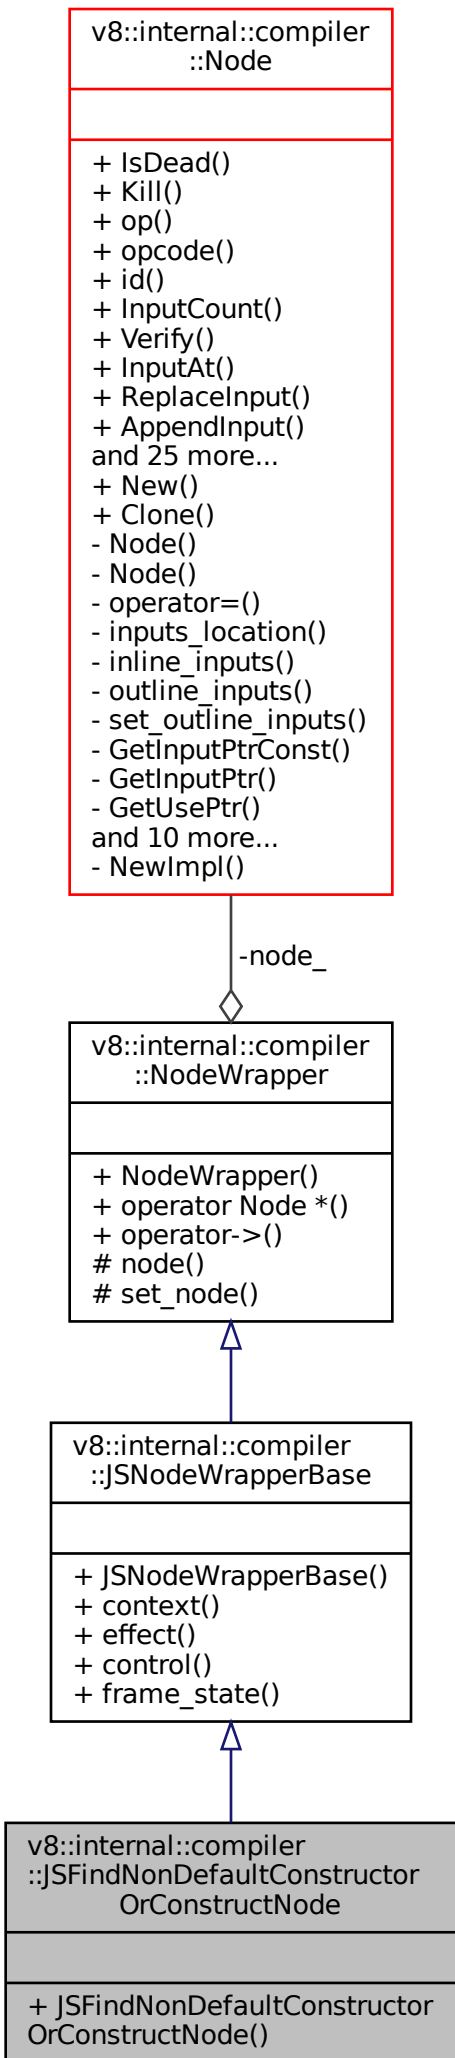 v8::internal::compiler
::Node
+ IsDead()
+ Kill()
+ op()
+ opcode()
+ id()
+ InputCount()
+ Verify()
+ InputAt()
+ ReplaceInput()
+ AppendInput()
and 25 more...
+ New()
+ Clone()
- Node()
- Node()
- operator=()
- inputs_location()
- inline_inputs()
- outline_inputs()
- set_outline_inputs()
- GetInputPtrConst()
- GetInputPtr()
- GetUsePtr()
and 10 more...
- NewImpl()
-node_
v8::internal::compiler
::NodeWrapper
+ NodeWrapper()
+ operator Node *()
+ operator->()
# node()
# set_node()
v8::internal::compiler
::JSNodeWrapperBase
+ JSNodeWrapperBase()
+ context()
+ effect()
+ control()
+ frame_state()
v8::internal::compiler
::JSFindNonDefaultConstructor
OrConstructNode
+ JSFindNonDefaultConstructor
OrConstructNode()